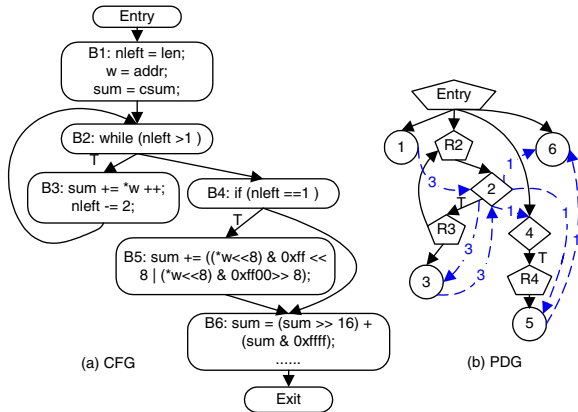 Entry
B1: nleft = len;
w = addr;
sum = csum;
B2: while (nleft >1 )
T
B3: sum += *w ++;
nleft -= 2;
B4: if (nleft ==1 )
T
B5: sum += ((*w<<8) & 0xff <<
8 | (*w<<8) & 0xff00>> 8);
B6: sum = (sum >> 16) +
(sum & 0xffff);
......
Exit
(a) CFG
Entry
1
R2
6
3
2
1
T
1
R3
4
1
1
T
3
3
3
R4
5
(b) PDG